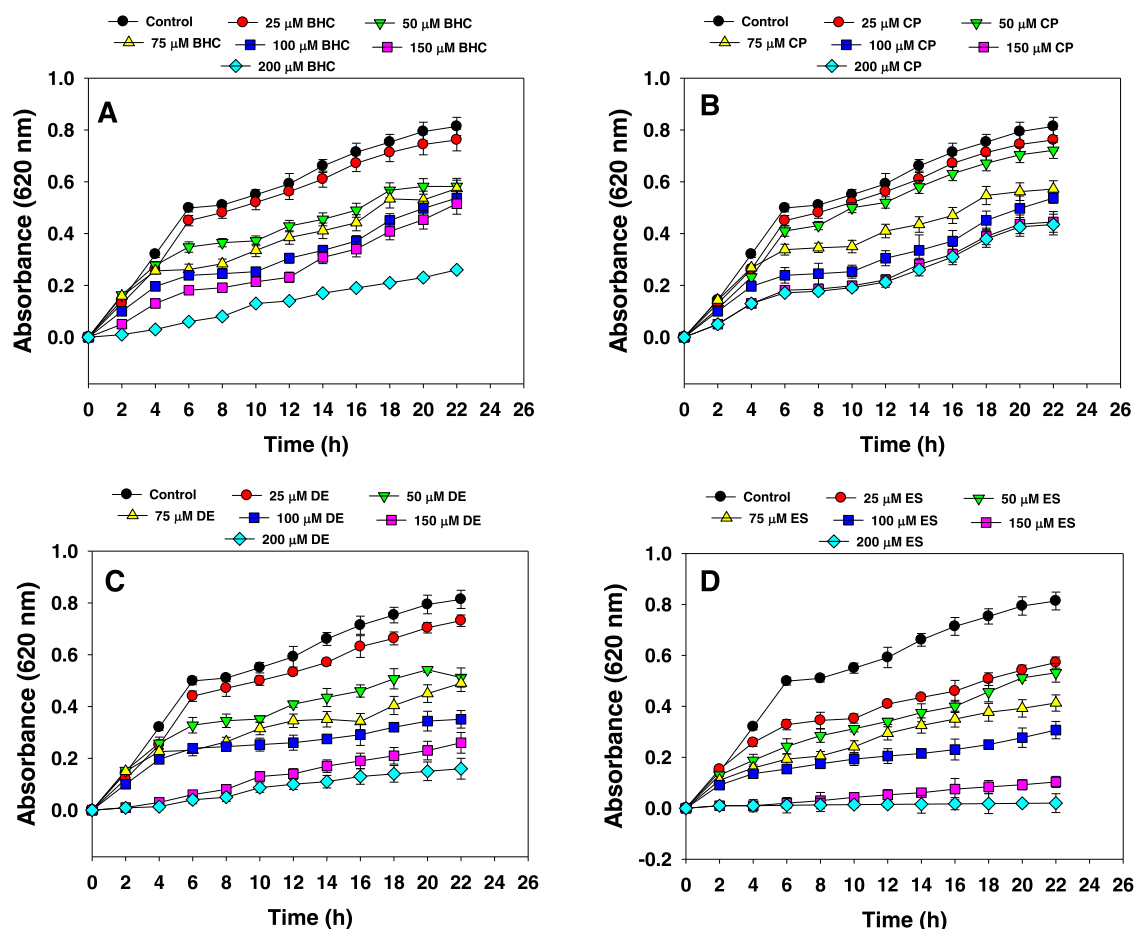 Control 25 μM BHC 50 μM BHC
75 μM BHC 100 μM BHC 150 μM BHC
200 μM BHC
A
Absorbance (620 nm)
1.0
0.8
0.6
0.4
0.2
0.0
0 2 4 6 8 10 12 14 16 18 20 22 24 26
Time (h)
Control 25 μM CP 50 μM CP
75 μM CP 100 μM CP 150 μM CP
200 μM CP
B
Absorbance (620 nm)
1.0
0.8
0.6
0.4
0.2
0.0
0 2 4 6 8 10 12 14 16 18 20 22 24 26
Time (h)
Control 25 μM DE 50 μM DE
75 μM DE 100 μM DE 150 μM DE
200 μM DE
C
Absorbance (620 nm)
1.0
0.8
0.6
0.4
0.2
0.0
0 2 4 6 8 10 12 14 16 18 20 22 24 26
Time (h)
Control 25 μM ES 50 μM ES
75 μM ES 100 μM ES 150 μM ES
200 μM ES
D
Absorbance (620 nm)
1.0
0.8
0.6
0.4
0.2
0.0
-0.2
0 2 4 6 8 10 12 14 16 18 20 22 24 26
Time (h)